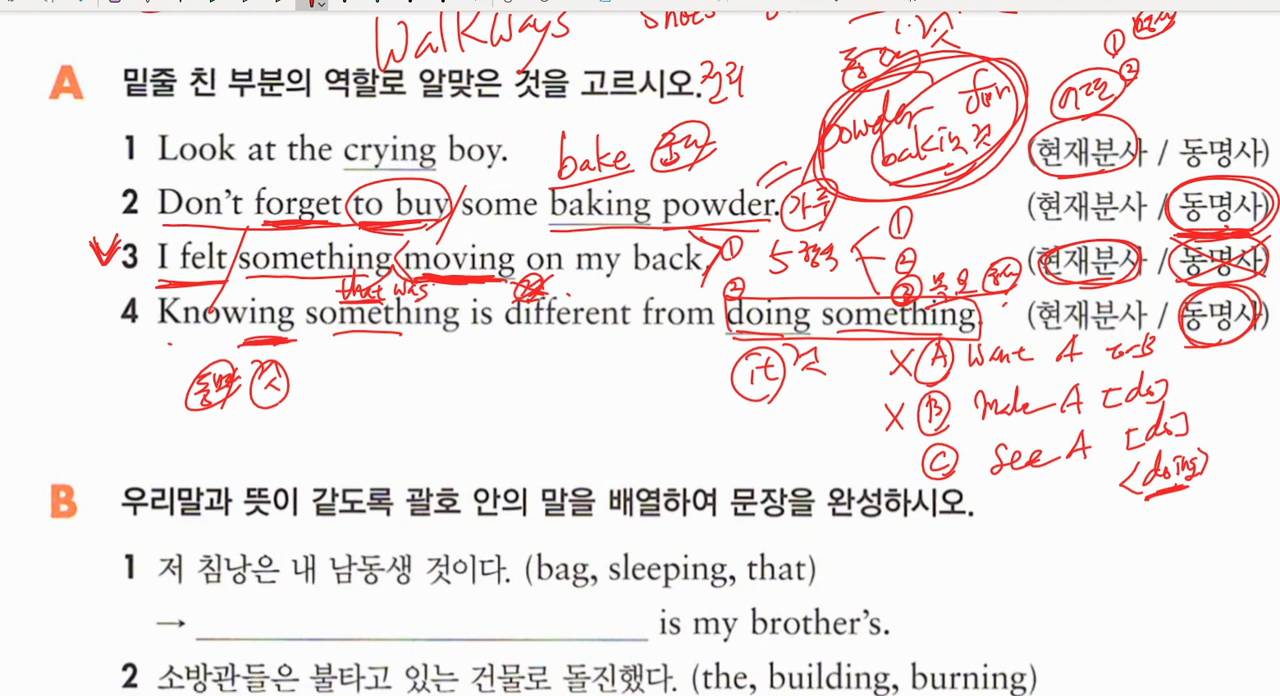 Walkways shoes
A 밑줄 친 부분의 역할로 알맞은 것을 고르시오.
powder for
baking
1 Look at the crying boy. (현재분사 / 동명사)
bake
2 Don't forget to buy some baking powder. (현재분사 / 동명사)
가루
3 I felt something moving on my back, (현재분사 / 동명사)
5형식 ① ②
that was
4 Knowing something is different from doing something. (현재분사 / 동명사)
것 it 것
X Ⓐ want A to-B
X Ⓑ make A [do]
Ⓒ see A [do]
<doing>
B 우리말과 뜻이 같도록 괄호 안의 말을 배열하여 문장을 완성하시오.
1 저 침낭은 내 남동생 것이다. (bag, sleeping, that)
→ is my brother's.
2 소방관들은 불타고 있는 건물로 돌진했다. (the, building, burning)